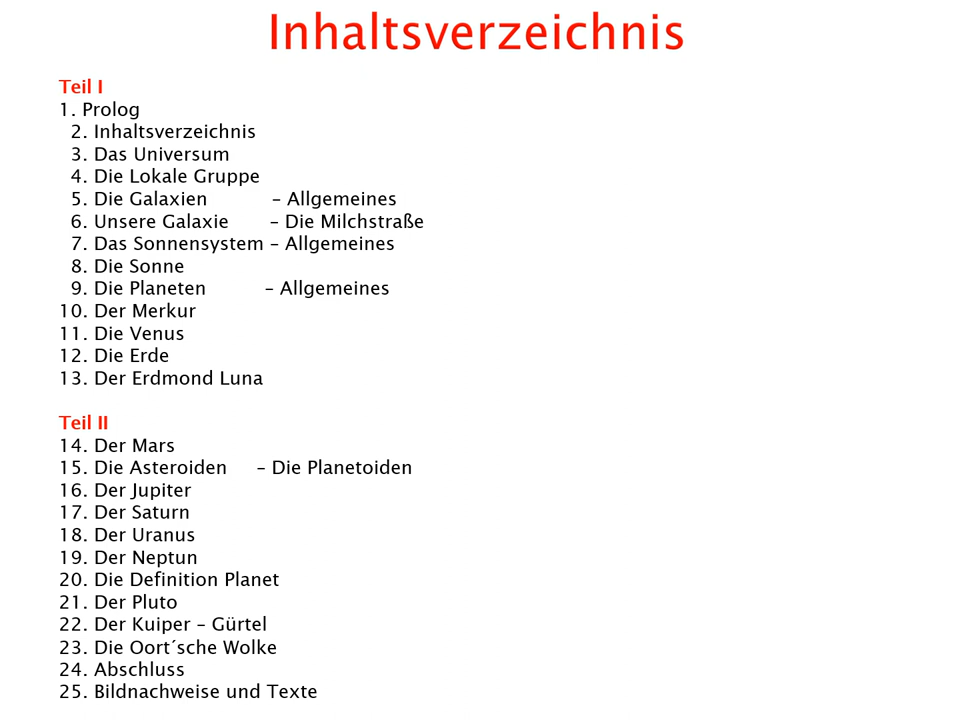 Inhaltsverzeichnis
Teil I
1. Prolog
2. Inhaltsverzeichnis
3. Das Universum
4. Die Lokale Gruppe
5. Die Galaxien – Allgemeines
6. Unsere Galaxie – Die Milchstraße
7. Das Sonnensystem – Allgemeines
8. Die Sonne
9. Die Planeten – Allgemeines
10. Der Merkur
11. Die Venus
12. Die Erde
13. Der Erdmond Luna
Teil II
14. Der Mars
15. Die Asteroiden – Die Planetoiden
16. Der Jupiter
17. Der Saturn
18. Der Uranus
19. Der Neptun
20. Die Definition Planet
21. Der Pluto
22. Der Kuiper – Gürtel
23. Die Oort´sche Wolke
24. Abschluss
25. Bildnachweise und Texte